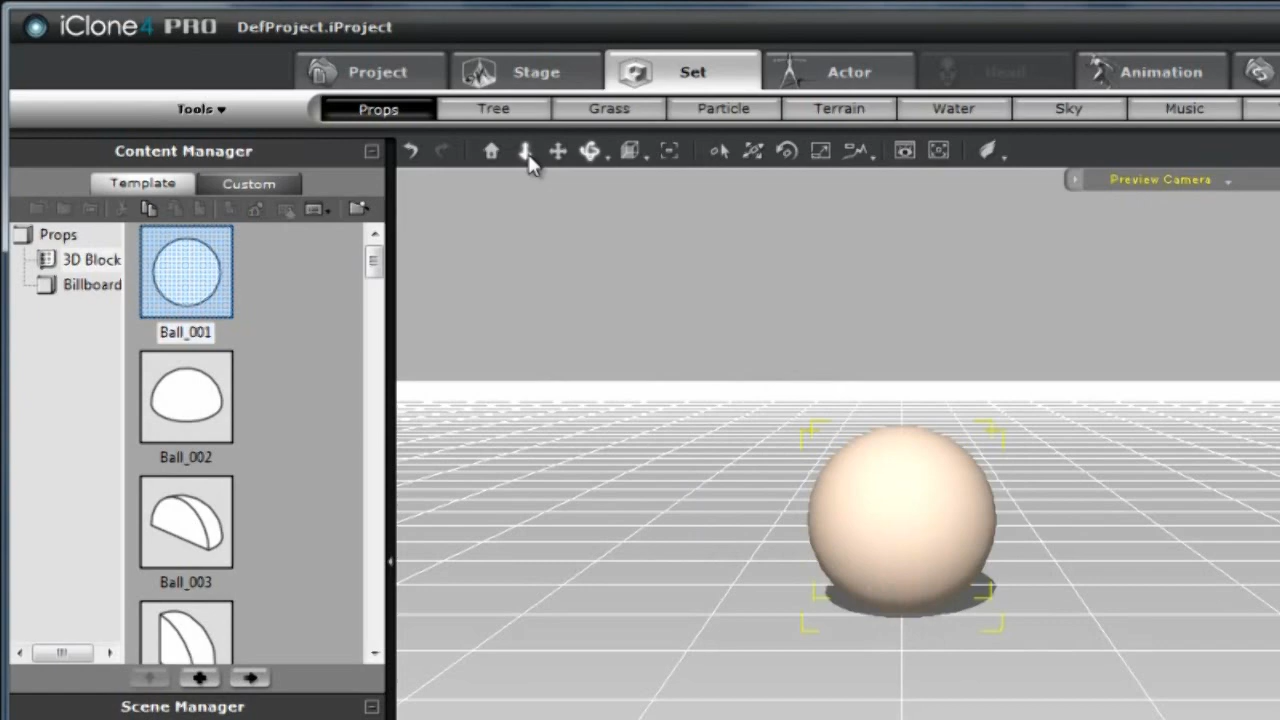 iClone4 PRO DefProject.iProject
Project Stage Set Actor Head Animation
Tools Props Tree Grass Particle Terrain Water Sky Music
Content Manager
Template Custom
Preview Camera
Props
3D Block
Billboard
Ball_001
Ball_002
Ball_003
Scene Manager